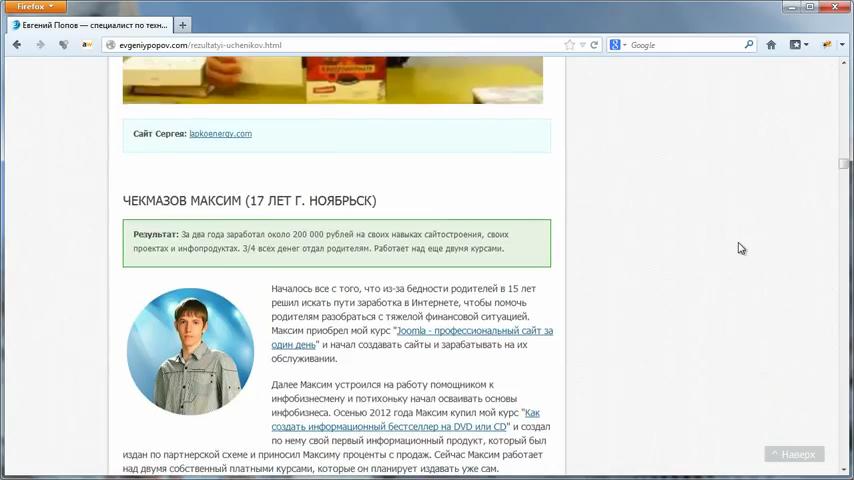 Firefox
Евгений Попов — специалист по техн...
evgeniypopov.com/rezultatyi-uchenikov.html
Google
Сайт Сергея: lapkoenergy.com
ЧЕКМАЗОВ МАКСИМ (17 ЛЕТ Г. НОЯБРЬСК)
Результат: За два года заработал около 200 000 рублей на своих навыках сайтостроения, своих
проектах и инфопродуктах. 3/4 всех денег отдал родителям. Работает над еще двумя курсами.
Началось все с того, что из-за бедности родителей в 15 лет
решил искать пути заработка в Интернете, чтобы помочь
родителям разобраться с тяжелой финансовой ситуацией.
Максим приобрел мой курс "Joomla - профессиональный сайт за
один день" и начал создавать сайты и зарабатывать на их
обслуживании.
Далее Максим устроился на работу помощником к
инфобизнесмену и потихоньку начал осваивать основы
инфобизнеса. Осенью 2012 года Максим купил мой курс "Как
создать информационный бестселлер на DVD или CD" и создал
по нему свой первый информационный продукт, который был
издан по партнерской схеме и приносил Максиму проценты с продаж. Сейчас Максим работает
над двумя собственный платными курсами, которые он планирует издавать уже сам.
Наверх